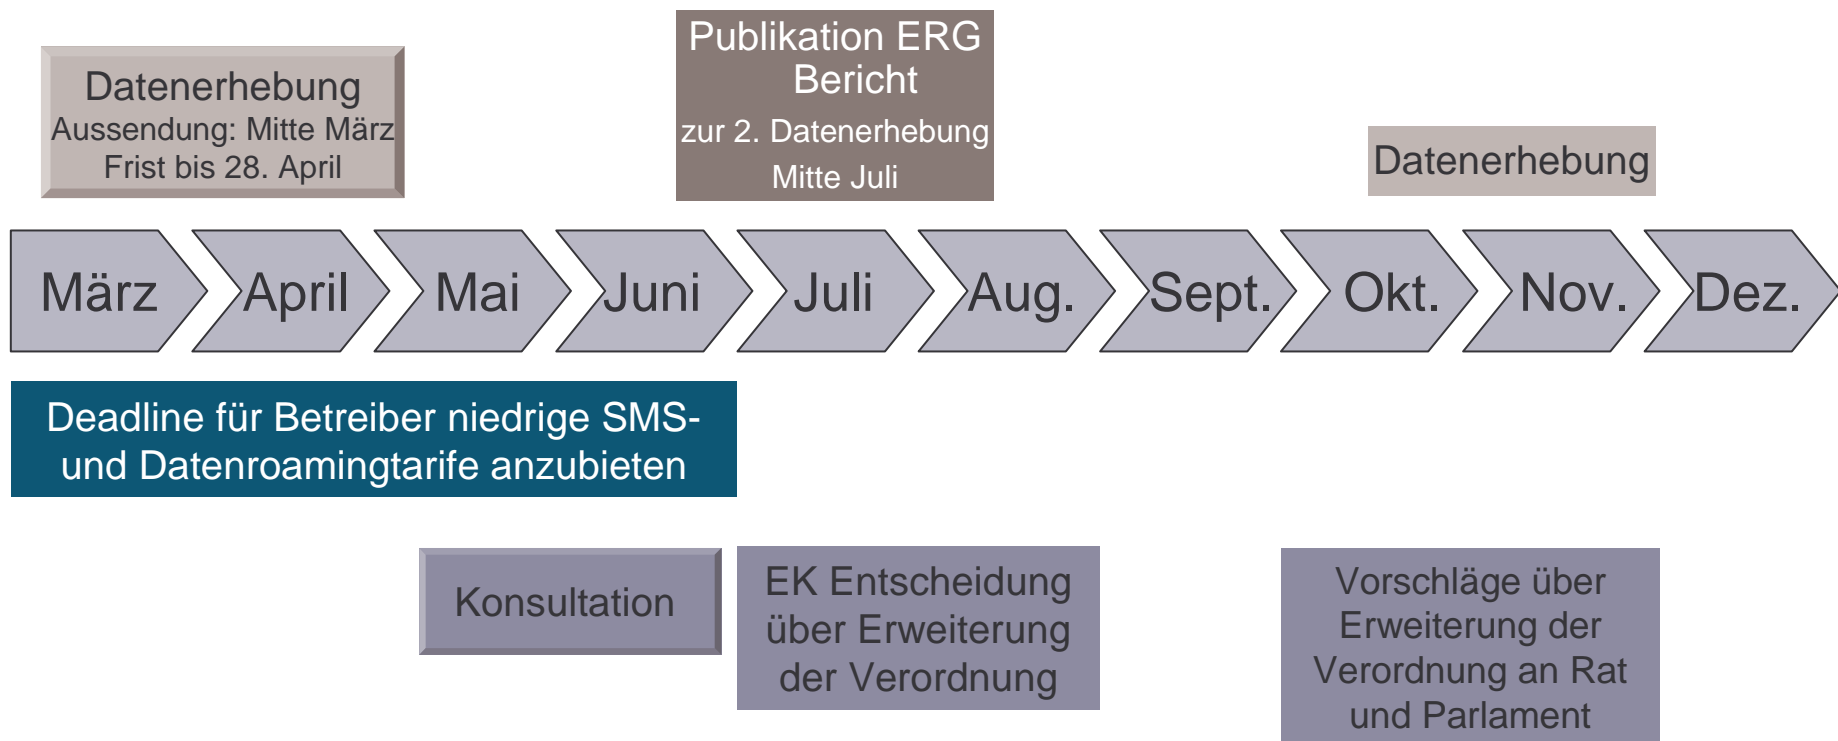 Datenerhebung
Aussendung: Mitte März
Frist bis 28. April
Publikation ERG
Bericht
zur 2. Datenerhebung
Mitte Juli
Datenerhebung
März
April
Mai
Juni
Juli
Aug.
Sept.
Okt.
Nov.
Dez.
Deadline für Betreiber niedrige SMS-
und Datenroamingtarife anzubieten
Konsultation
EK Entscheidung
über Erweiterung
der Verordnung
Vorschläge über
Erweiterung der
Verordnung an Rat
und Parlament